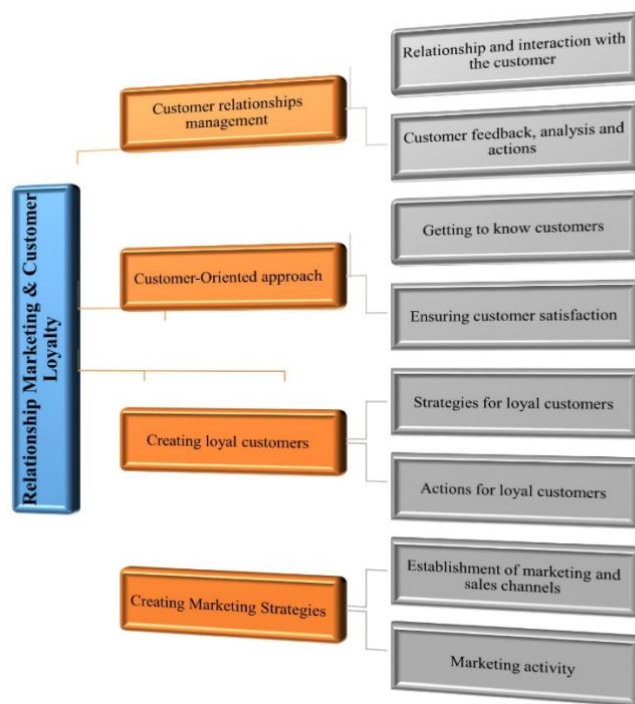 Relationship Marketing & Customer
Loyalty
Customer relationships
management
Relationship and interaction with
the customer
Customer feedback, analysis and
actions
Customer-Oriented approach
Getting to know customers
Ensuring customer satisfaction
Creating loyal customers
Strategies for loyal customers
Actions for loyal customers
Creating Marketing Strategies
Establishment of marketing and
sales channels
Marketing activity